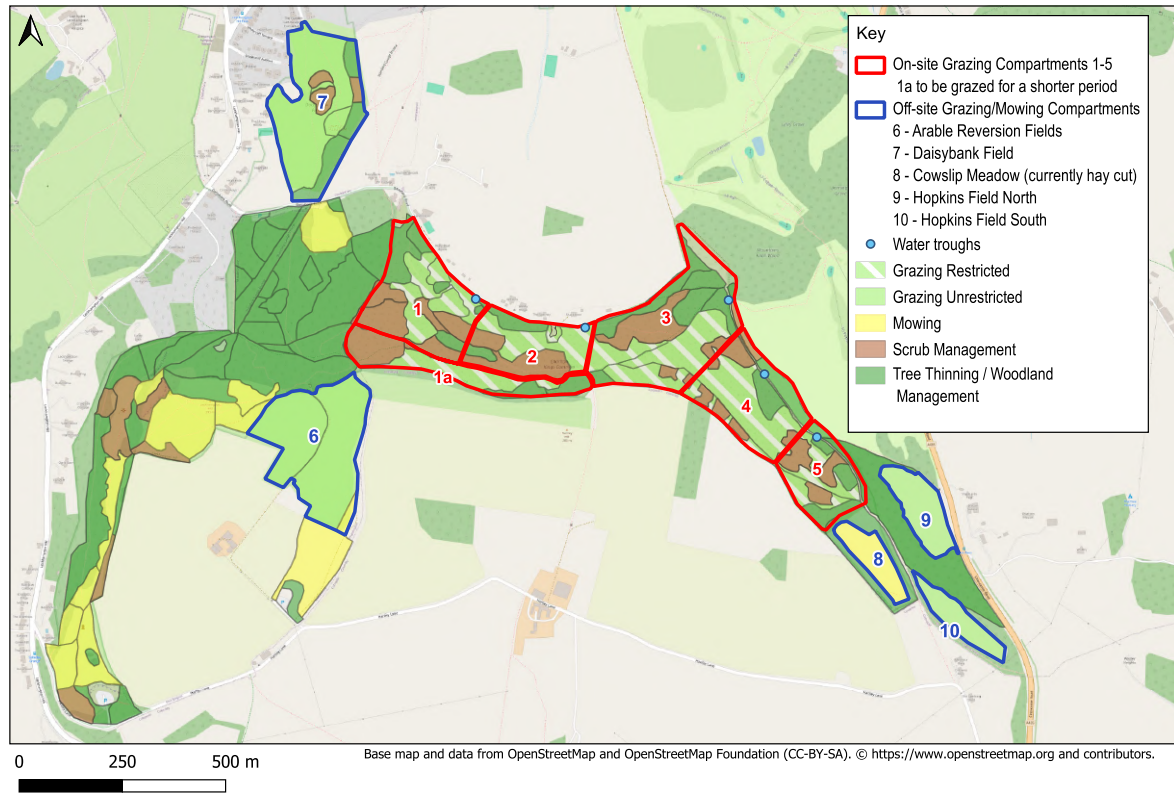 Key
On-site Grazing Compartments 1-5
1a to be grazed for a shorter period
Off-site Grazing/Mowing Compartments
6 - Arable Reversion Fields
7 - Daisybank Field
8 - Cowslip Meadow (currently hay cut)
9 - Hopkins Field North
10 - Hopkins Field South
Water troughs
Grazing Restricted
Grazing Unrestricted
Mowing
Scrub Management
Tree Thinning / Woodland
Management
7
1
2
3
1a
4
6
5
9
8
10
0 250 500 m
Base map and data from OpenStreetMap and OpenStreetMap Foundation (CC-BY-SA). © https://www.openstreetmap.org and contributors.